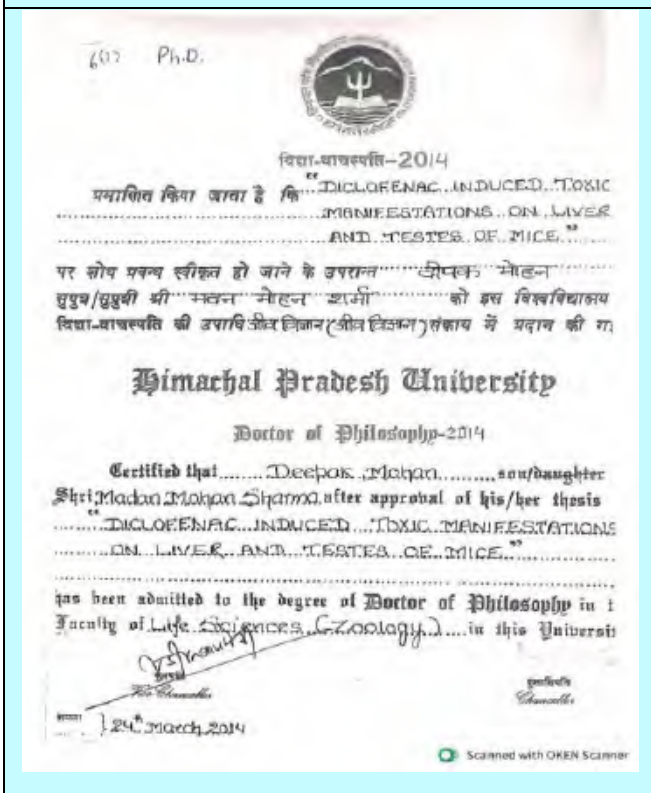 Ph.D.
विद्या-वाचस्पति-2014
प्रमाणित किया जाता है कि "DICLOFENAC INDUCED TOXIC
MANIFESTATIONS ON LIVER
AND TESTES OF MICE"
पर शोध प्रबन्ध स्वीकृत हो जाने के उपरान्त दीपक मोहन
सुपुत्र/सुपुत्री श्री मदन मोहन शर्मा को इस विश्वविद्यालय
विद्या-वाचस्पति की उपाधि जीव विज्ञान (जीव विज्ञान) संकाय में प्रदान की
Himachal Pradesh University
Doctor of Philosophy-2014
Certified that Deepak Mohan son/daughter
Shri Madan Mohan Sharma after approval of his/her thesis
"DICLOFENAC INDUCED TOXIC MANIFESTATIONS
ON LIVER AND TESTES OF MICE"
has been admitted to the degree of Doctor of Philosophy in
Faculty of Life Sciences (Zoology) in this
कुलपति
Vice-Chancellor
कुलाधिपति
Chancellor
24th March, 2014
Scanned with OKEN Scanner